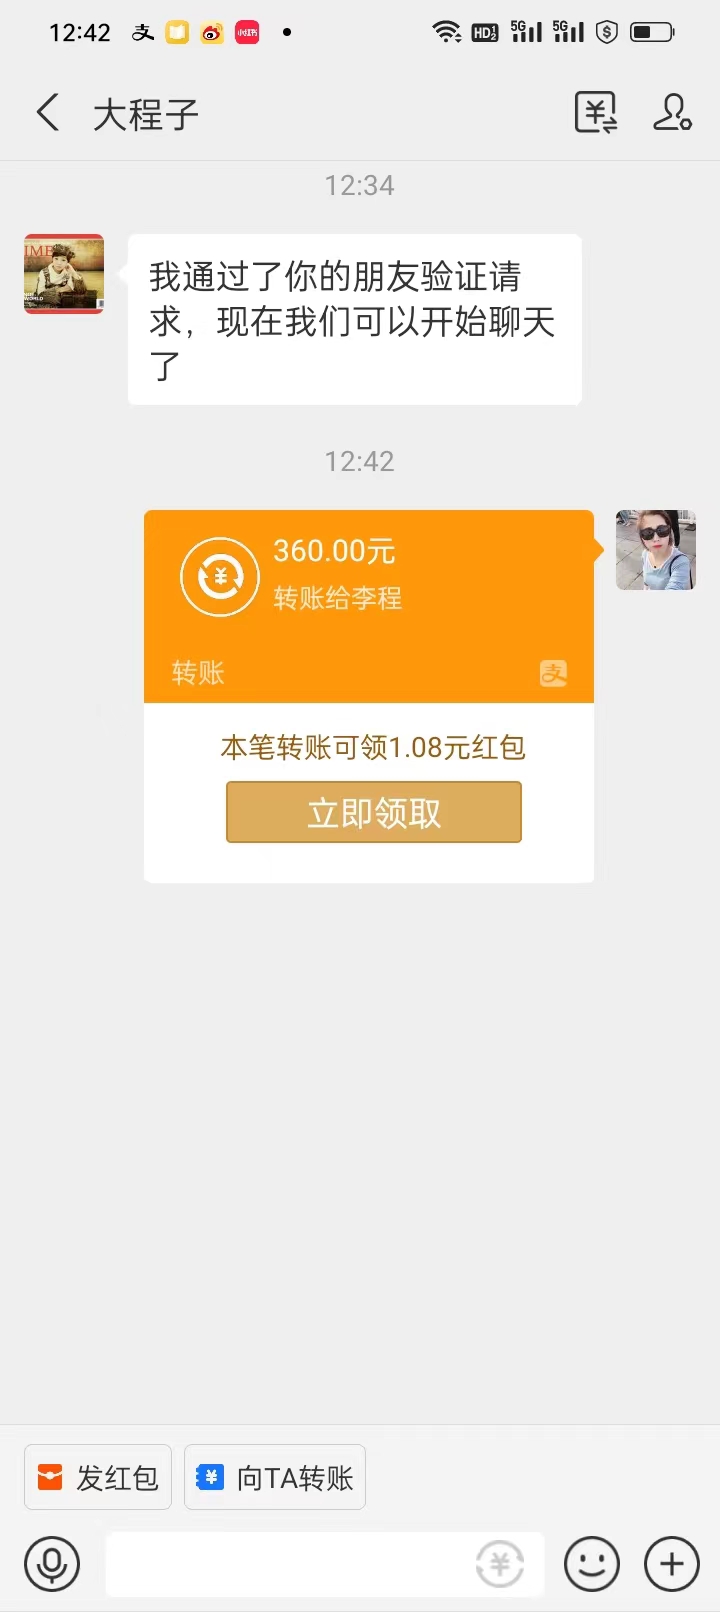 12:42
支
小红书
HD
5G
5G
大程子
12:34
我通过了你的朋友验证请
求，现在我们可以开始聊天
了
12:42
360.00元
转账给李程
转账
支
本笔转账可领1.08元红包
立即领取
发红包
向TA转账